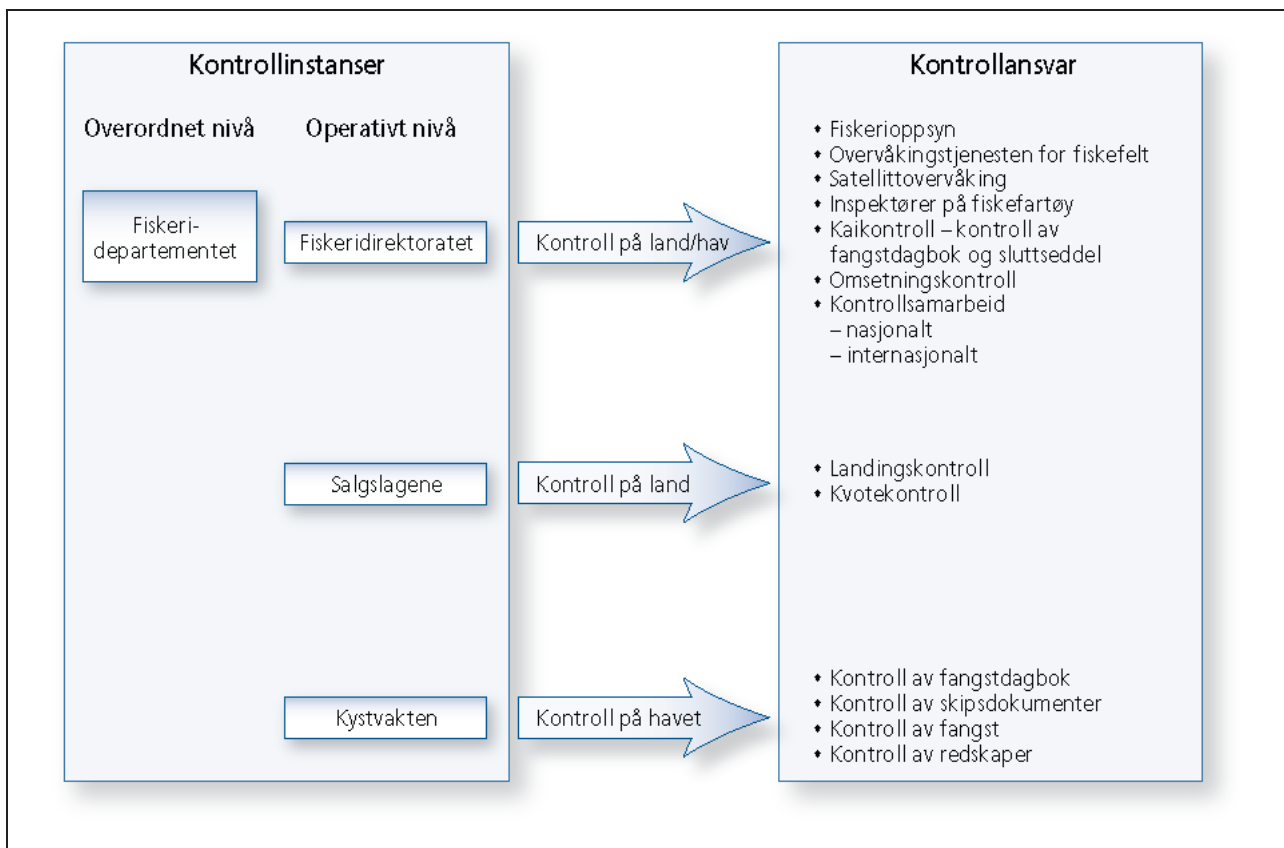 Kontrollinstanser
Overordnet nivå
Operativt nivå
Fiskeri-
departementet
Fiskeridirektoratet
Kontroll på land/hav
Salgslagene
Kontroll på land
Kystvakten
Kontroll på havet
Kontrollansvar
• Fiskerioppsyn
• Overvåkingstjenesten for fiskefelt
• Satellittovervåking
• Inspektører på fiskefartøy
• Kaikontroll – kontroll av
fangstdagbok og sluttseddel
• Omsetningskontroll
• Kontrollsamarbeid
– nasjonalt
– internasjonalt
• Landingskontroll
• Kvotekontroll
• Kontroll av fangstdagbok
• Kontroll av skipsdokumenter
• Kontroll av fangst
• Kontroll av redskaper